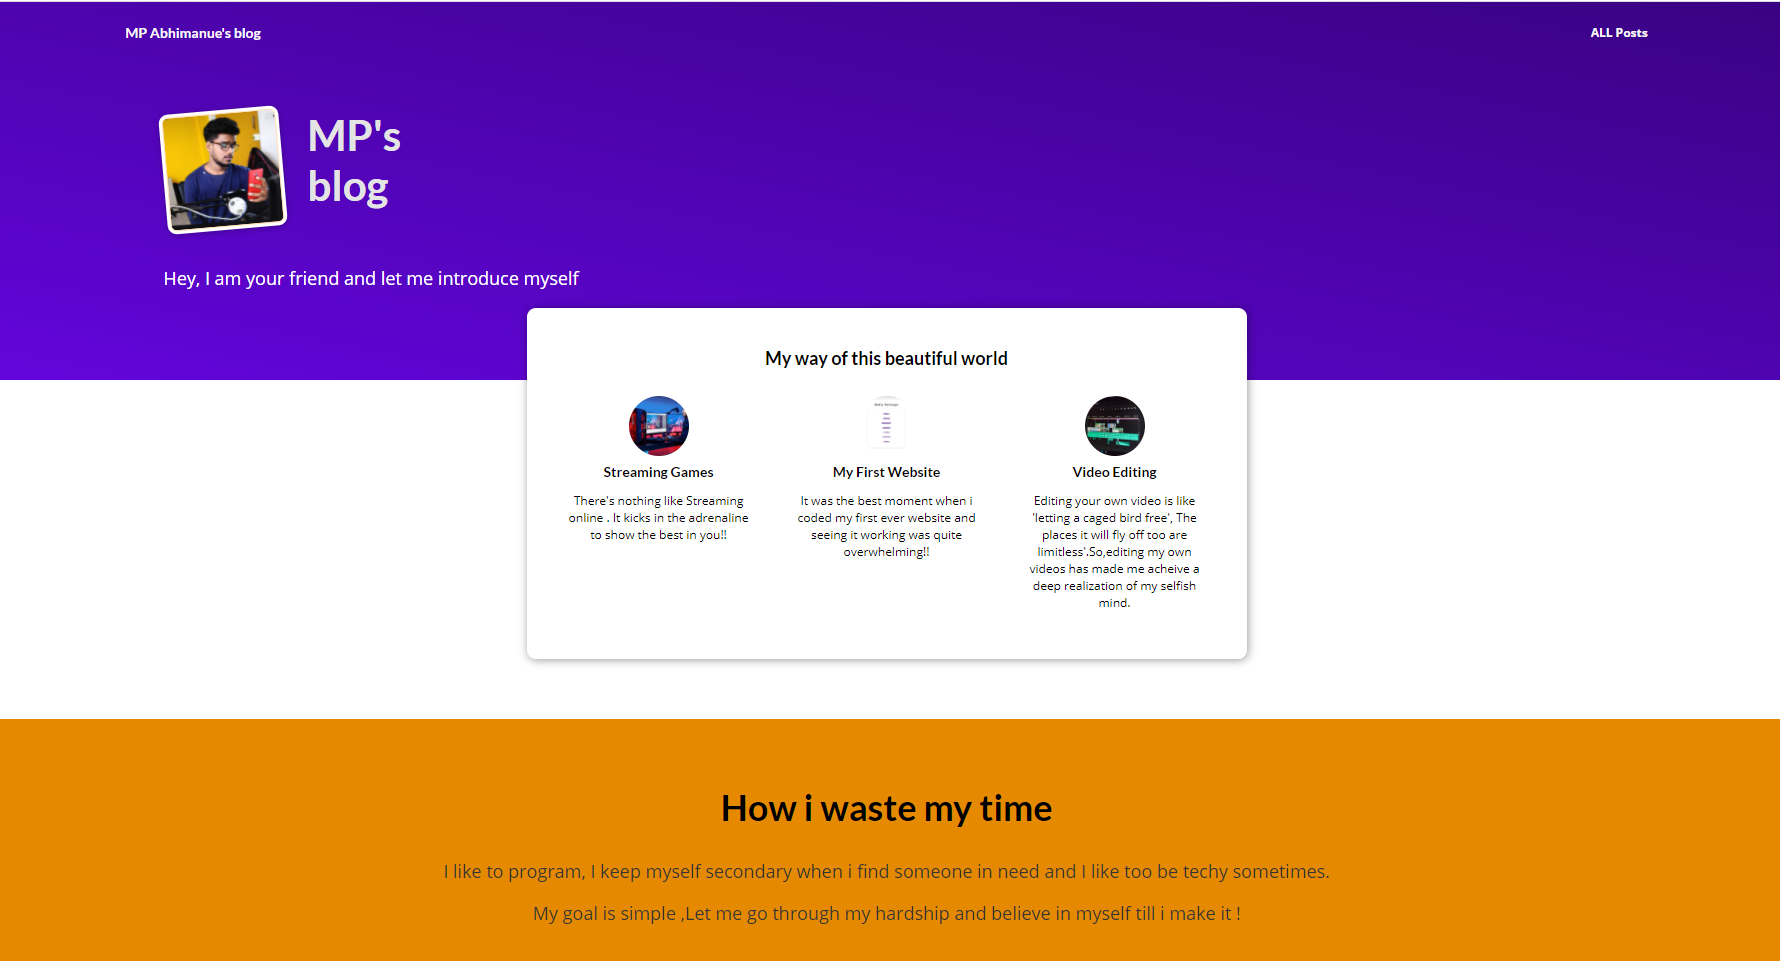 MP Abhimanue's blog
ALL Posts
MP's
blog
Hey, I am your friend and let me introduce myself
My way of this beautiful world
Streaming Games
There's nothing like Streaming
online . It kicks in the adrenaline
to show the best in you!!
My First Website
It was the best moment when i
coded my first ever website and
seeing it working was quite
overwhelming!!
Video Editing
Editing your own video is like
'letting a caged bird free', The
places it will fly off too are
limitless'.So,editing my own
videos has made me acheive a
deep realization of my selfish
mind.
How i waste my time
I like to program, I keep myself secondary when i find someone in need and I like too be techy sometimes.
My goal is simple ,Let me go through my hardship and believe in myself till i make it !